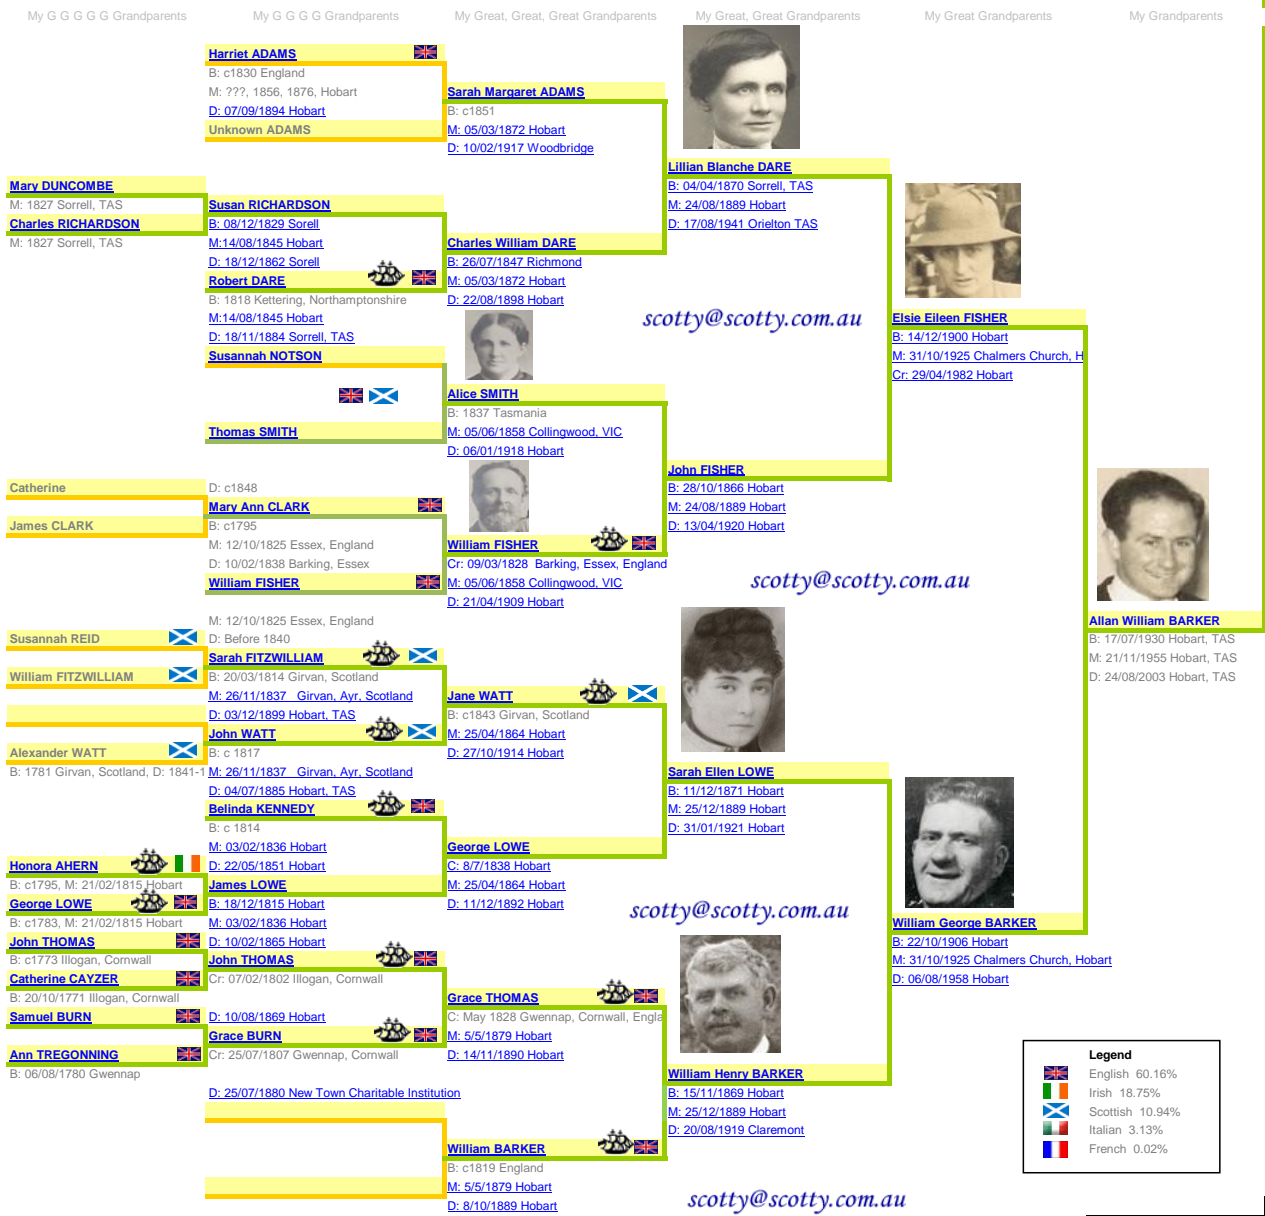 My G G G G G Grandparents
My G G G G Grandparents
My Great, Great, Great Grandparents
My Great, Great Grandparents
My Great Grandparents
My Grandparents
Mary DUNCOMBE
M: 1827 Sorrel, TAS
Charles RICHARDSON
M: 1827 Sorrel, TAS
Catherine
James CLARK
Susannah REID
William FITZWILLIAM
Alexander WATT
B: 1781 Girvan, Scotland, D: 1841-1
Honora AHERN
B: c1795, M: 21/02/1815 Hobart
George LOWE
B: c1783, M: 21/02/1815 Hobart
John THOMAS
B: c1773 Illogan, Cornwall
Catherine CAYZER
B: 20/10/1771 Illogan, Cornwall
Samuel BURN
Ann TREGONNING
B: 06/08/1780 Gwennap
Harriet ADAMS
B: c1830 England
M: ???, 1856, 1876, Hobart
D: 07/09/1894 Hobart
Unknown ADAMS
Susan RICHARDSON
B: 08/12/1829 Sorell
M:14/08/1845 Hobart
D: 18/12/1862 Sorell
Robert DARE
B: 1818 Kettering, Northamptonshire
M:14/08/1845 Hobart
D: 18/11/1884 Sorrel, TAS
Susannah NOTSON
Thomas SMITH
D: c1848
Mary Ann CLARK
B: c1795
M: 12/10/1825 Essex, England
D: 10/02/1838 Barking, Essex
William FISHER
M: 12/10/1825 Essex, England
D: Before 1840
Sarah FITZWILLIAM
B: 20/03/1814 Girvan, Scotland
M: 26/11/1837 Girvan, Ayr, Scotland
D: 03/12/1899 Hobart, TAS
John WATT
B: c 1817
M: 26/11/1837 Girvan, Ayr, Scotland
D: 04/07/1885 Hobart, TAS
Belinda KENNEDY
B: c 1814
M: 03/02/1836 Hobart
D: 22/05/1851 Hobart
James LOWE
B: 18/12/1815 Hobart
M: 03/02/1836 Hobart
D: 10/02/1865 Hobart
John THOMAS
Cr: 07/02/1802 Illogan, Cornwall
D: 10/08/1869 Hobart
Grace BURN
Cr: 25/07/1807 Gwennap, Cornwall
D: 25/07/1880 New Town Charitable Institution
Sarah Margaret ADAMS
B: c1851
M: 05/03/1872 Hobart
D: 10/02/1917 Woodbridge
Charles William DARE
B: 26/07/1847 Richmond
M: 05/03/1872 Hobart
D: 22/08/1898 Hobart
Alice SMITH
B: 1837 Tasmania
M: 05/06/1858 Collingwood, VIC
D: 06/01/1918 Hobart
William FISHER
Cr: 09/03/1828 Barking, Essex, England
M: 05/06/1858 Collingwood, VIC
D: 21/04/1909 Hobart
Jane WATT
B: c1843 Girvan, Scotland
M: 25/04/1864 Hobart
D: 27/10/1914 Hobart
George LOWE
C: 8/7/1838 Hobart
M: 25/04/1864 Hobart
D: 11/12/1892 Hobart
Grace THOMAS
C: May 1828 Gwennap, Cornwall, Engla
M: 5/5/1879 Hobart
D: 14/11/1890 Hobart
William BARKER
B: c1819 England
M: 5/5/1879 Hobart
D: 8/10/1889 Hobart
Lillian Blanche DARE
B: 04/04/1870 Sorrel, TAS
M: 24/08/1889 Hobart
D: 17/08/1941 Orielton TAS
scotty@scotty.com.au
John FISHER
B: 28/10/1866 Hobart
M: 24/08/1889 Hobart
D: 13/04/1920 Hobart
scotty@scotty.com.au
Sarah Ellen LOWE
B: 11/12/1871 Hobart
M: 25/12/1889 Hobart
D: 31/01/1921 Hobart
scotty@scotty.com.au
William Henry BARKER
B: 15/11/1869 Hobart
M: 25/12/1889 Hobart
D: 20/08/1919 Claremont
scotty@scotty.com.au
Elsie Eileen FISHER
B: 14/12/1900 Hobart
M: 31/10/1925 Chalmers Church, H
Cr: 29/04/1982 Hobart
William George BARKER
B: 22/10/1906 Hobart
M: 31/10/1925 Chalmers Church, Hobart
D: 06/08/1958 Hobart
Allan William BARKER
B: 17/07/1930 Hobart, TAS
M: 21/11/1955 Hobart, TAS
D: 24/08/2003 Hobart, TAS
Legend
English 60.16%
Irish 18.75%
Scottish 10.94%
Italian 3.13%
French 0.02%